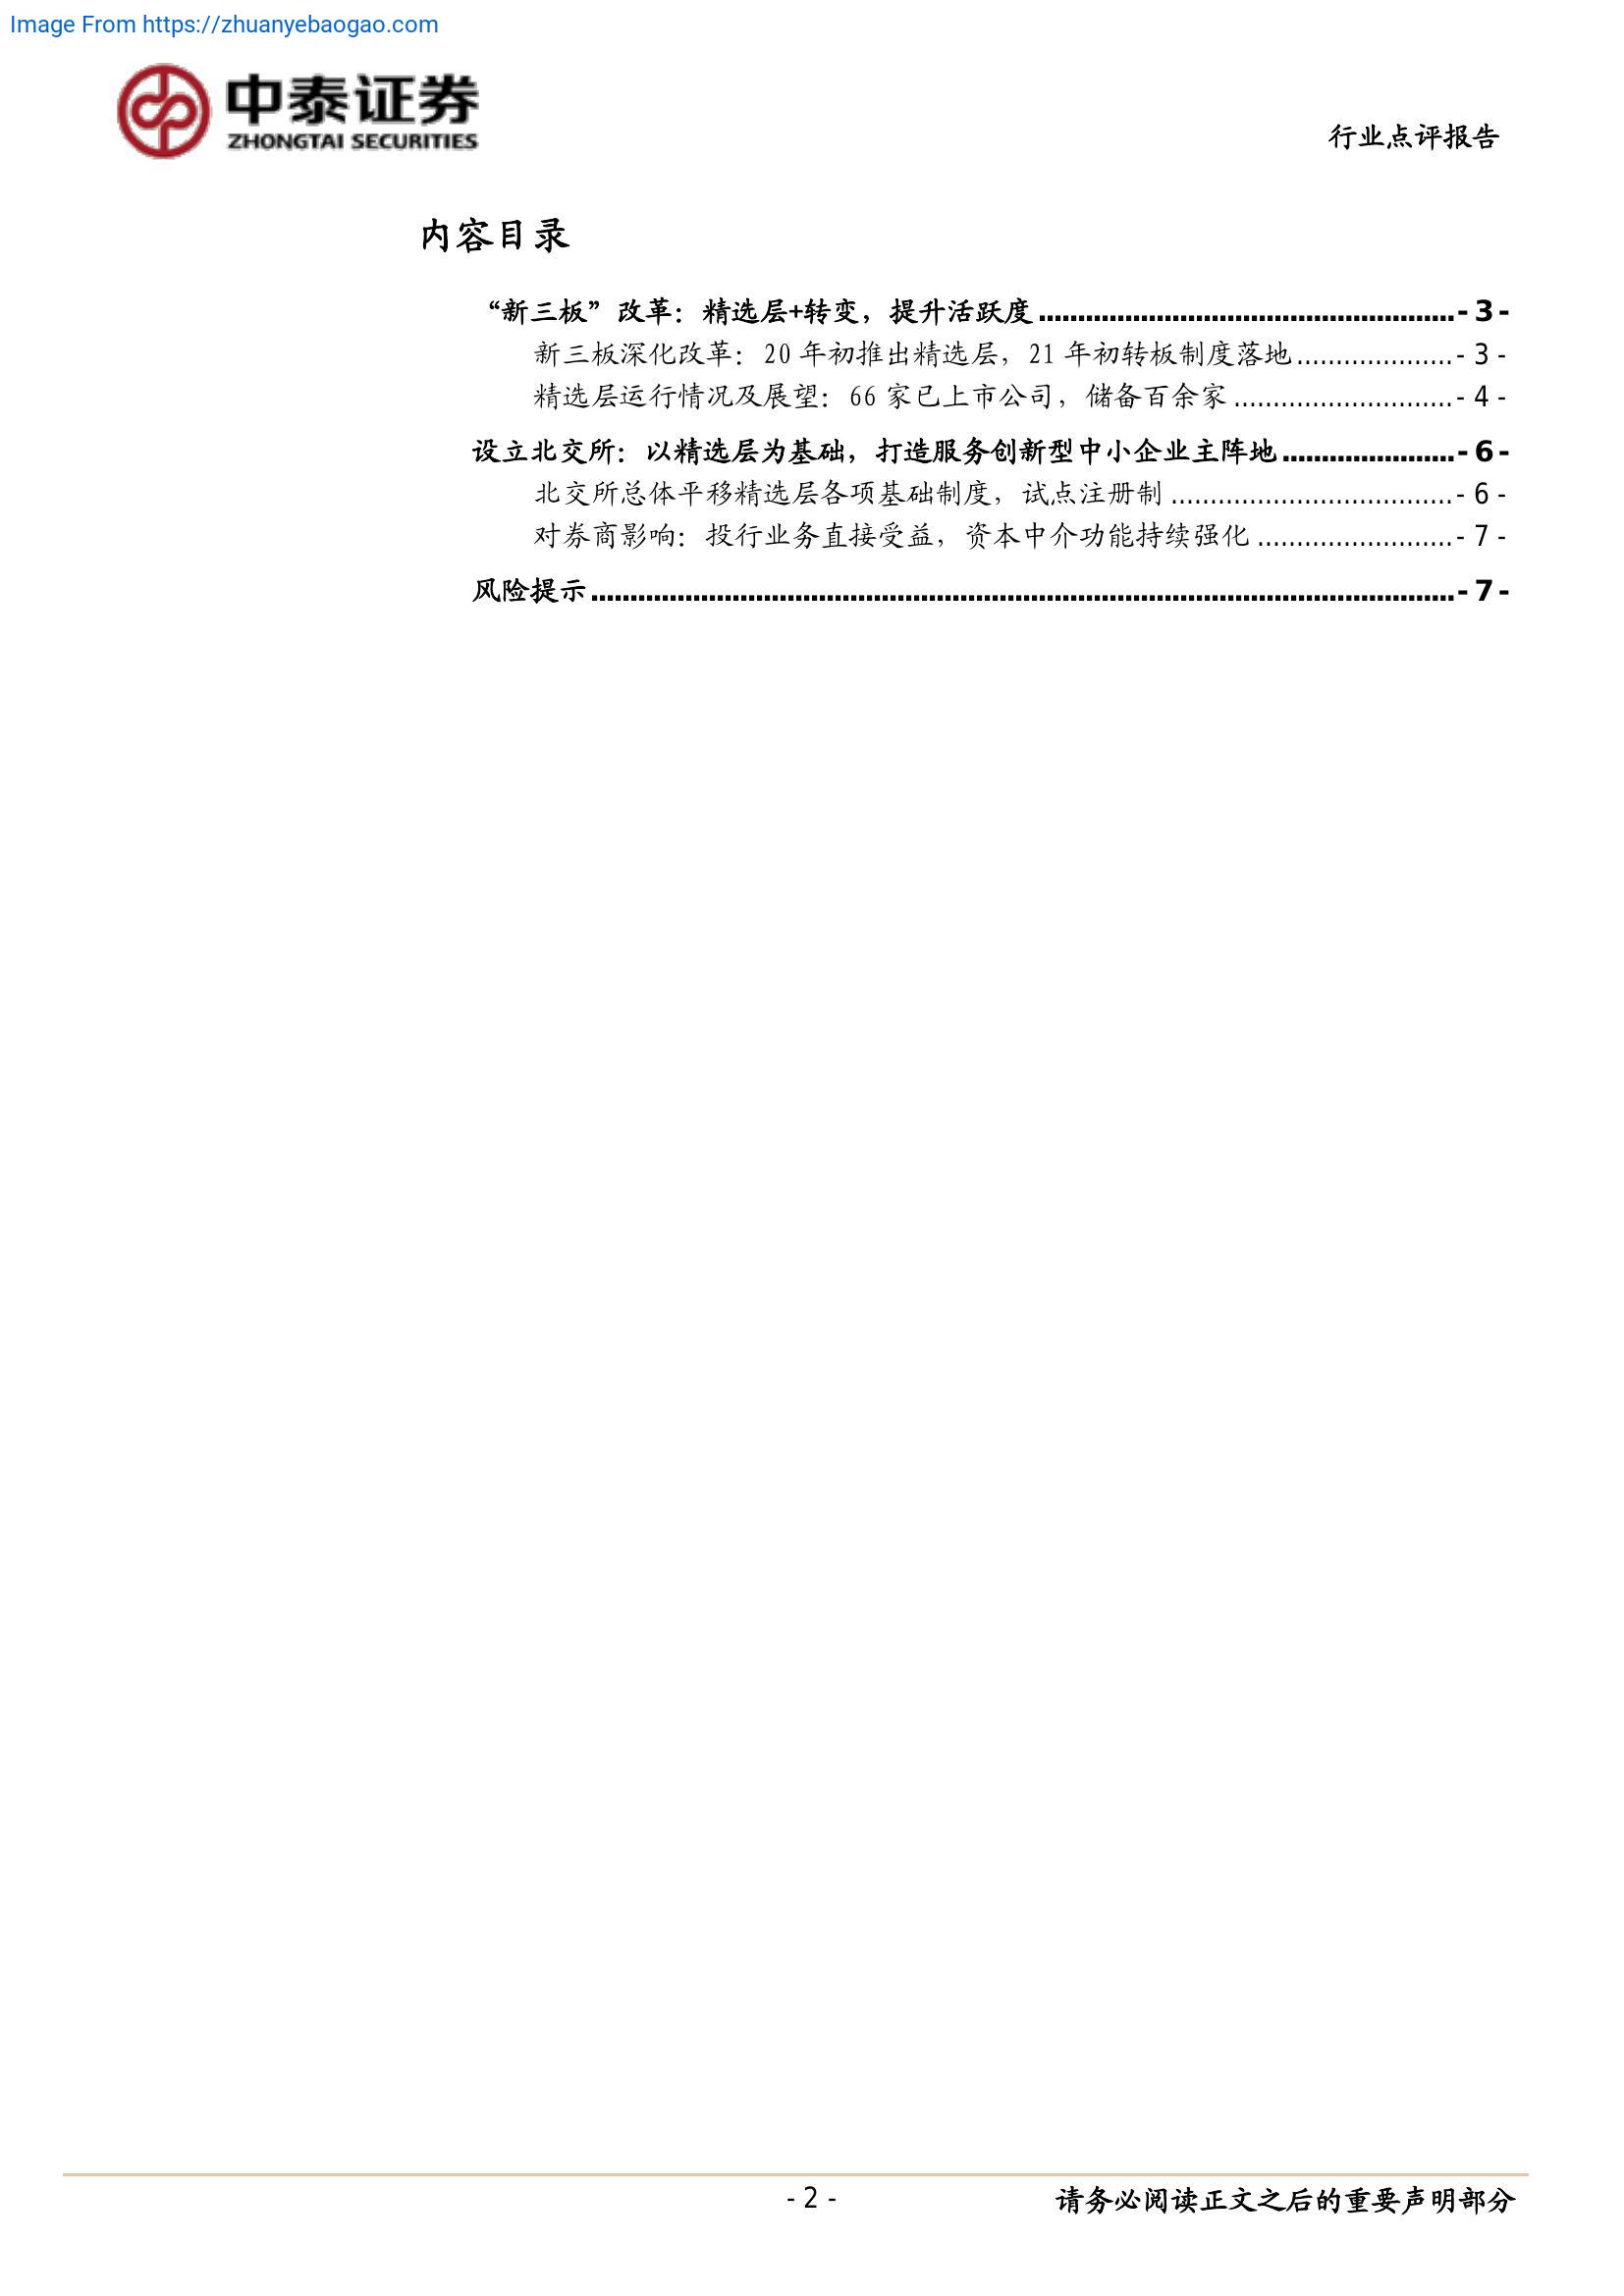 Image From https://zhuanyebaogao.com
中泰证券
ZHONGTAI SECURITIES
行业点评报告
内容目录
“新三板”改革：精选层+转变，提升活跃度 ..................................................... - 3 -
新三板深化改革：20 年初推出精选层，21 年初转板制度落地 .................... - 3 -
精选层运行情况及展望：66 家已上市公司，储备百余家 ............................ - 4 -
设立北交所：以精选层为基础，打造服务创新型中小企业主阵地 ...................... - 6 -
北交所总体平移精选层各项基础制度，试点注册制 .................................... - 6 -
对券商影响：投行业务直接受益，资本中介功能持续强化 ......................... - 7 -
风险提示 .............................................................................................................. - 7 -
- 2 -
请务必阅读正文之后的重要声明部分